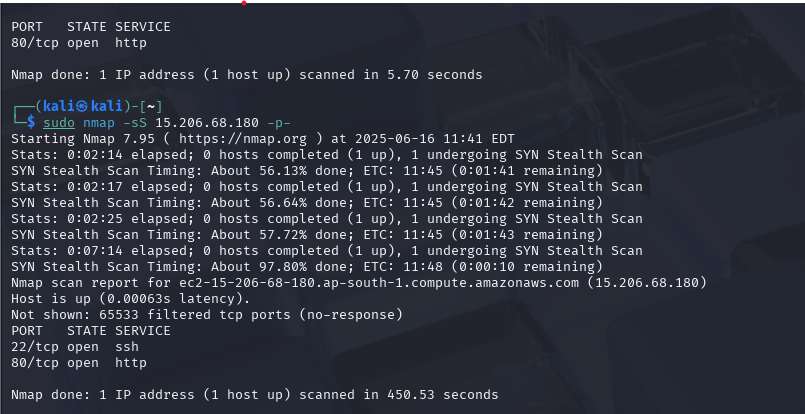 PORT   STATE SERVICE
80/tcp open  http
Nmap done: 1 IP address (1 host up) scanned in 5.70 seconds
┌──(kali㉿kali)-[~]
└─$ sudo nmap -sS 15.206.68.180 -p-
Starting Nmap 7.95 ( https://nmap.org ) at 2025-06-16 11:41 EDT
Stats: 0:02:14 elapsed; 0 hosts completed (1 up), 1 undergoing SYN Stealth Scan
SYN Stealth Scan Timing: About 56.13% done; ETC: 11:45 (0:01:41 remaining)
Stats: 0:02:17 elapsed; 0 hosts completed (1 up), 1 undergoing SYN Stealth Scan
SYN Stealth Scan Timing: About 56.64% done; ETC: 11:45 (0:01:42 remaining)
Stats: 0:02:25 elapsed; 0 hosts completed (1 up), 1 undergoing SYN Stealth Scan
SYN Stealth Scan Timing: About 57.72% done; ETC: 11:45 (0:01:43 remaining)
Stats: 0:07:14 elapsed; 0 hosts completed (1 up), 1 undergoing SYN Stealth Scan
SYN Stealth Scan Timing: About 97.80% done; ETC: 11:48 (0:00:10 remaining)
Nmap scan report for ec2-15-206-68-180.ap-south-1.compute.amazonaws.com (15.206.68.180)
Host is up (0.00063s latency).
Not shown: 65533 filtered tcp ports (no-response)
PORT   STATE SERVICE
22/tcp open  ssh
80/tcp open  http
Nmap done: 1 IP address (1 host up) scanned in 450.53 seconds